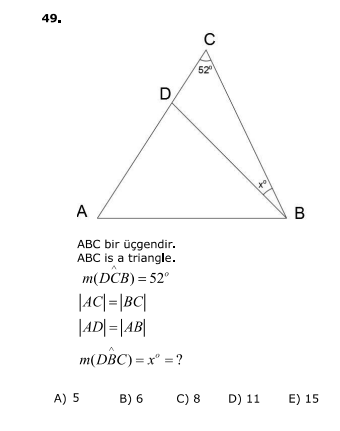 49.
C
52°
D
x°
A
B
ABC bir üçgendir.
ABC is a triangle.
m(DĈB) = 52°
|AC| = |BC|
|AD| = |AB|
m(DB̂C) = x° = ?
A) 5 B) 6 C) 8 D) 11 E) 15